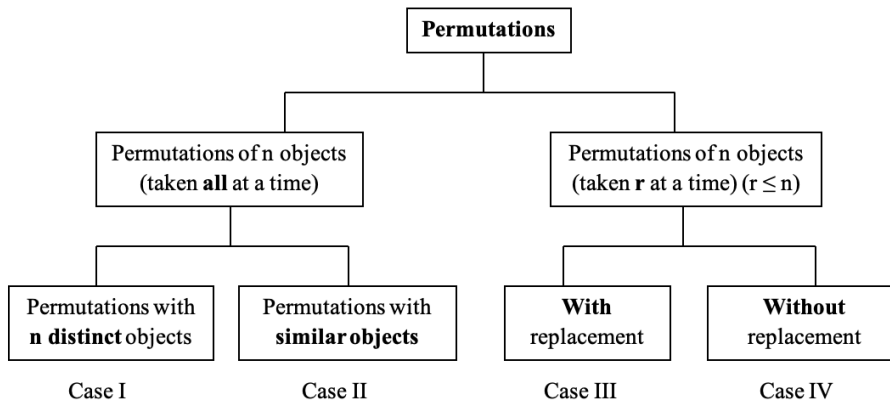 Permutations
Permutations of n objects
(taken all at a time)
Permutations of n objects
(taken r at a time) (r ≤ n)
Permutations with
n distinct objects
Permutations with
similar objects
With
replacement
Without
replacement
Case I
Case II
Case III
Case IV